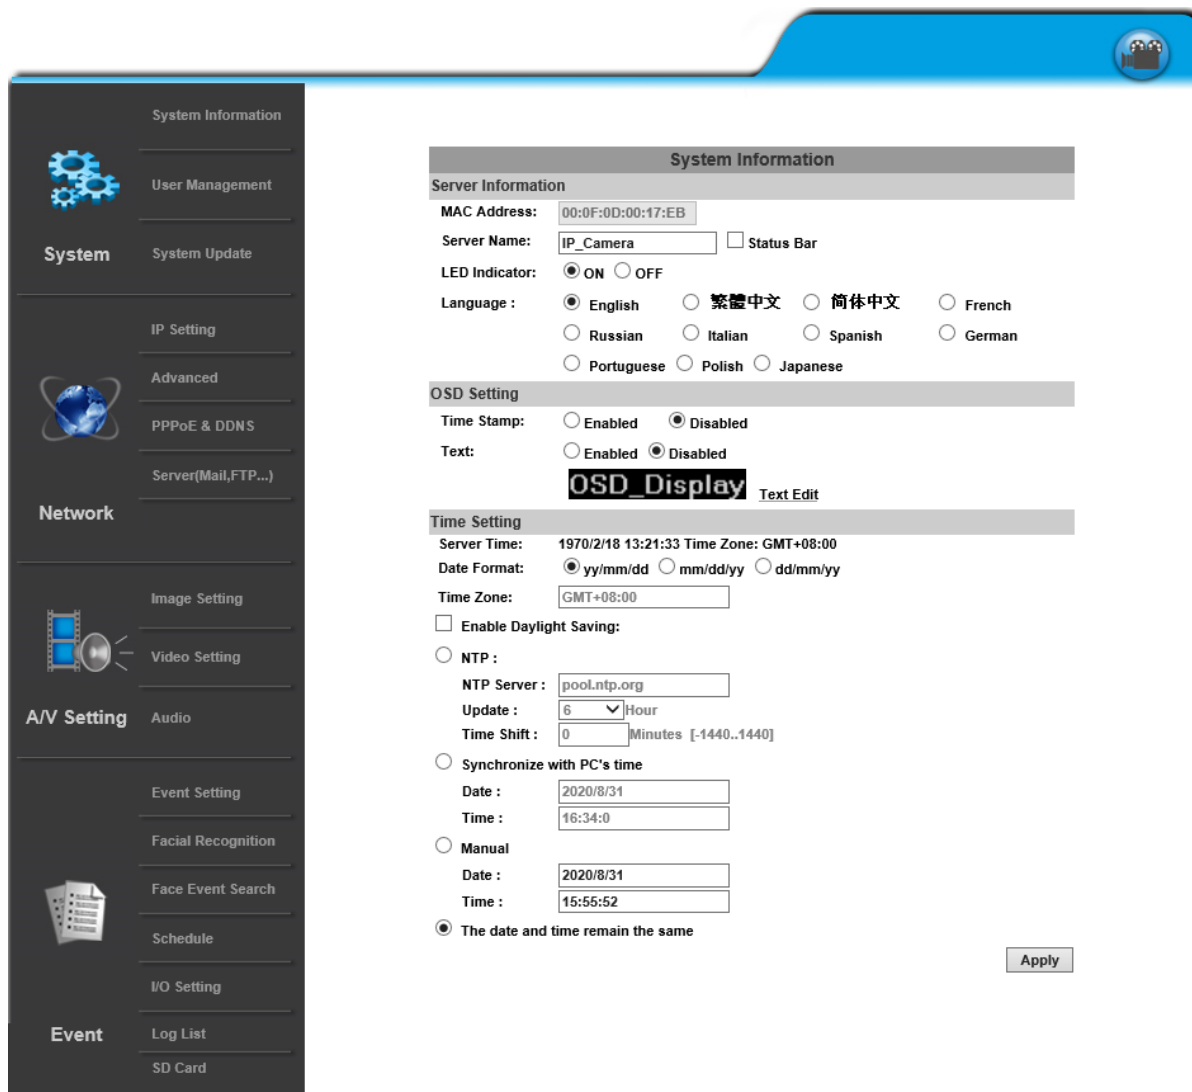 System Information
User Management
System
System Update
IP Setting
Advanced
PPPoE & DDNS
Server(Mail,FTP...)
Network
Image Setting
Video Setting
A/V Setting
Audio
Event Setting
Facial Recognition
Face Event Search
Schedule
I/O Setting
Event
Log List
SD Card
System Information
Server Information
MAC Address: 00:0F:0D:00:17:EB
Server Name: IP_Camera Status Bar
LED Indicator: ON OFF
Language : English 繁體中文 简体中文 French
Russian Italian Spanish German
Portuguese Polish Japanese
OSD Setting
Time Stamp: Enabled Disabled
Text: Enabled Disabled
OSD_Display Text Edit
Time Setting
Server Time: 1970/2/18 13:21:33 Time Zone: GMT+08:00
Date Format: yy/mm/dd mm/dd/yy dd/mm/yy
Time Zone: GMT+08:00
Enable Daylight Saving:
NTP :
NTP Server : pool.ntp.org
Update : 6 Hour
Time Shift : 0 Minutes [-1440..1440]
Synchronize with PC's time
Date : 2020/8/31
Time : 16:34:0
Manual
Date : 2020/8/31
Time : 15:55:52
The date and time remain the same
Apply